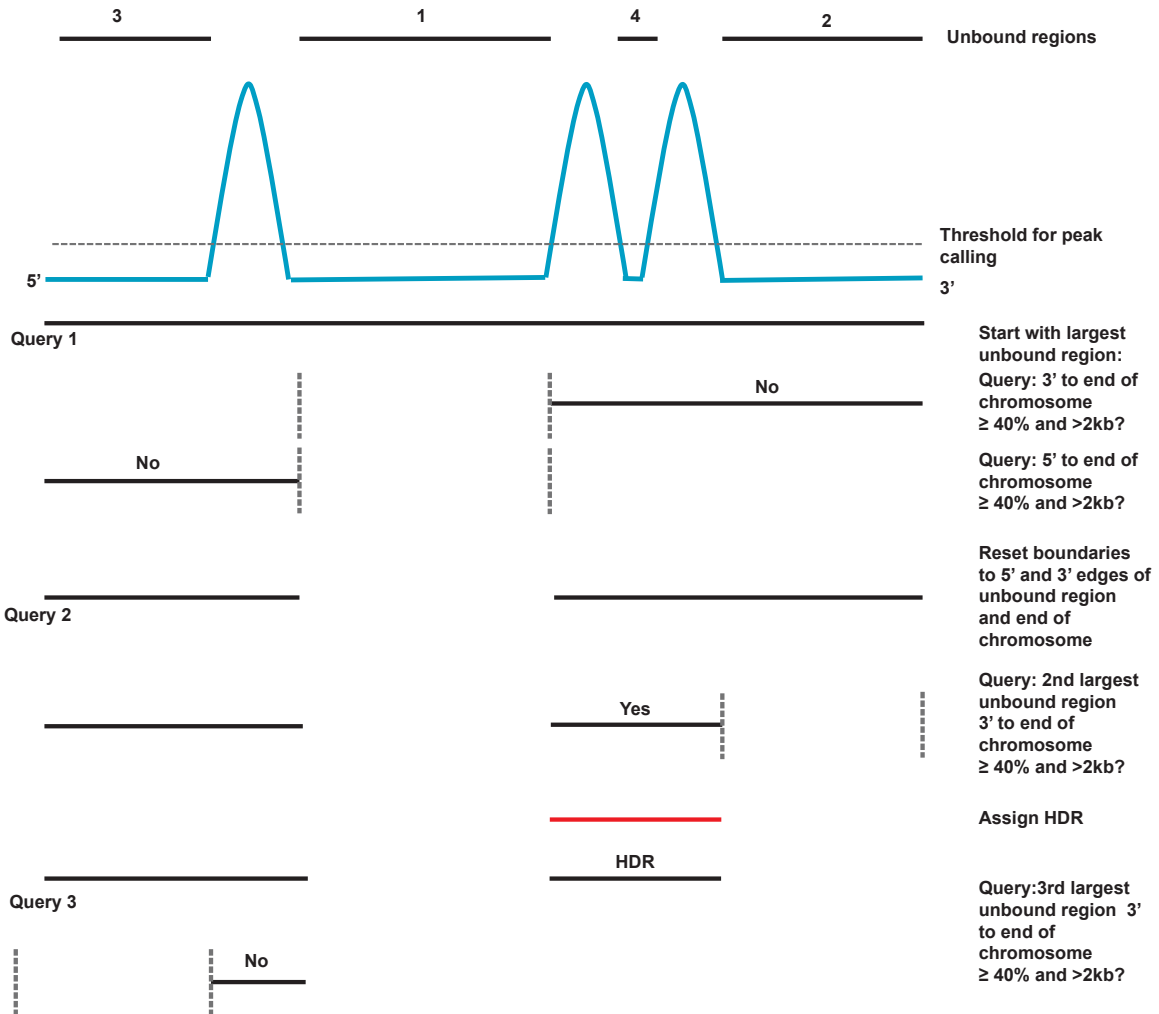 3
1
4
2
Unbound regions
Threshold for peak
calling
5’
3’
Query 1
Start with largest
unbound region:
Query: 3’ to end of
chromosome
≥ 40% and >2kb?
No
No
Query: 5’ to end of
chromosome
≥ 40% and >2kb?
Reset boundaries
to 5’ and 3’ edges of
unbound region
and end of
chromosome
Query 2
Query: 2nd largest
unbound region
3’ to end of
chromosome
≥ 40% and >2kb?
Yes
Assign HDR
HDR
Query 3
Query:3rd largest
unbound region 3’
to end of
chromosome
≥ 40% and >2kb?
No